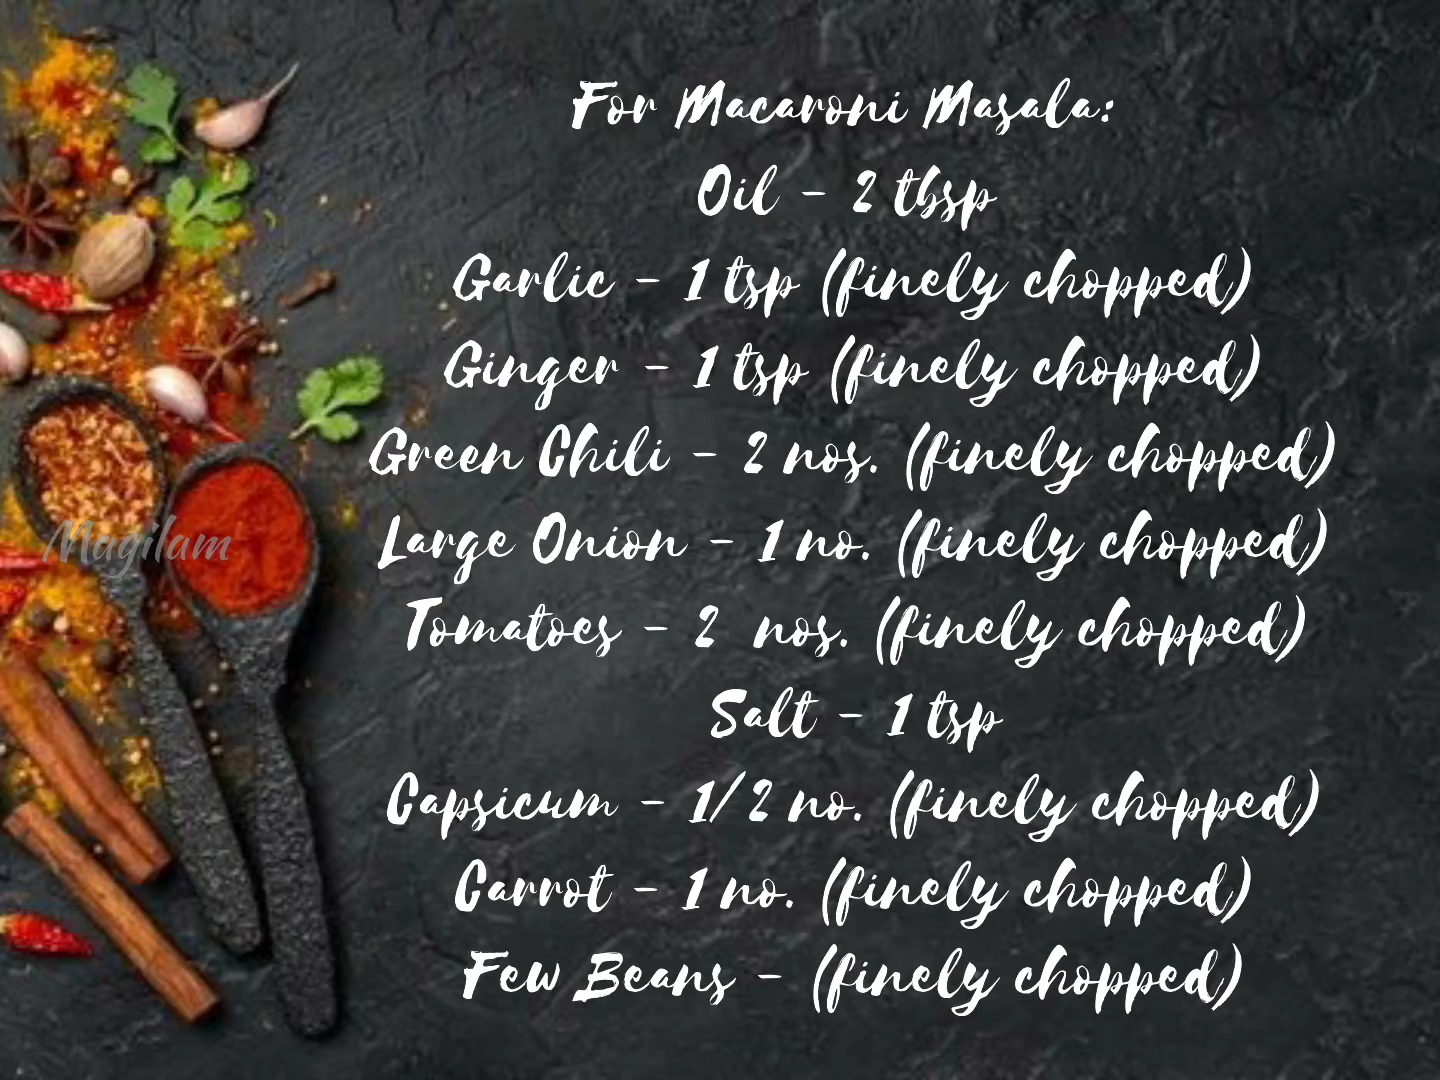 For Macaroni Masala:
Oil - 2 tbsp
Garlic - 1 tsp (finely chopped)
Ginger - 1 tsp (finely chopped)
Green Chili - 2 nos. (finely chopped)
Large Onion - 1 no. (finely chopped)
Tomatoes - 2 nos. (finely chopped)
Salt - 1 tsp
Capsicum - 1/2 no. (finely chopped)
Carrot - 1 no. (finely chopped)
Few Beans - (finely chopped)
Magilam